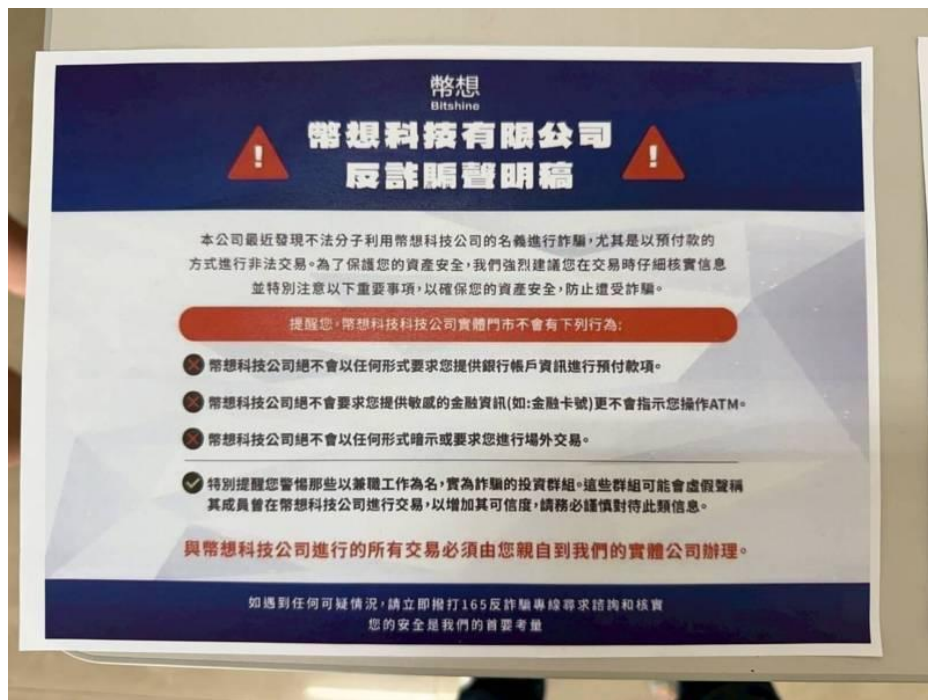 幣想
Bitshine
幣想科技有限公司
反詐騙聲明稿
本公司最近發現不法分子利用幣想科技公司的名義進行詐騙,尤其是以預付款的
方式進行非法交易。為了保護您的資產安全,我們強烈建議您在交易時仔細核實信息
並特別注意以下重要事項,以確保您的資產安全,防止遭受詐騙。
提醒您,幣想科技科技公司實體門市不會有下列行為:
幣想科技公司絕不會以任何形式要求您提供銀行帳戶資訊進行預付款項。
幣想科技公司絕不會要求您提供敏感的金融資訊(如:金融卡號)更不會指示您操作ATM。
幣想科技公司絕不會以任何形式暗示或要求您進行場外交易。
特別提醒您警惕那些以兼職工作為名,實為詐騙的投資群組。這些群組可能會虛假聲稱
其成員曾在幣想科技公司進行交易,以增加其可信度,請務必謹慎對待此類信息。
與幣想科技公司進行的所有交易必須由您親自到我們的實體公司辦理。
如遇到任何可疑情況,請立即撥打165反詐騙專線尋求諮詢和核實
您的安全是我們的首要考量